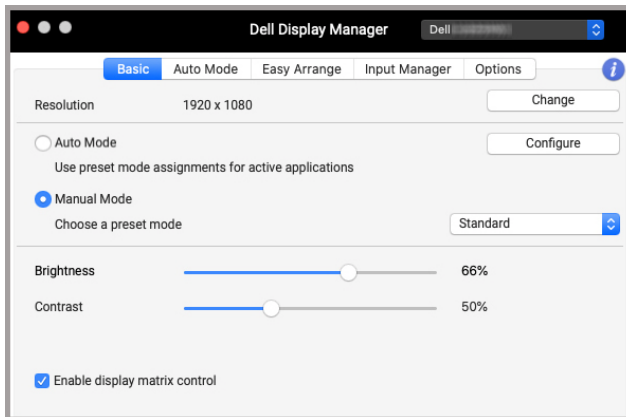 Dell Display Manager Dell
Basic Auto Mode Easy Arrange Input Manager Options i
Resolution 1920 x 1080 Change
Auto Mode Configure
Use preset mode assignments for active applications
Manual Mode
Choose a preset mode Standard
Brightness 66%
Contrast 50%
Enable display matrix control